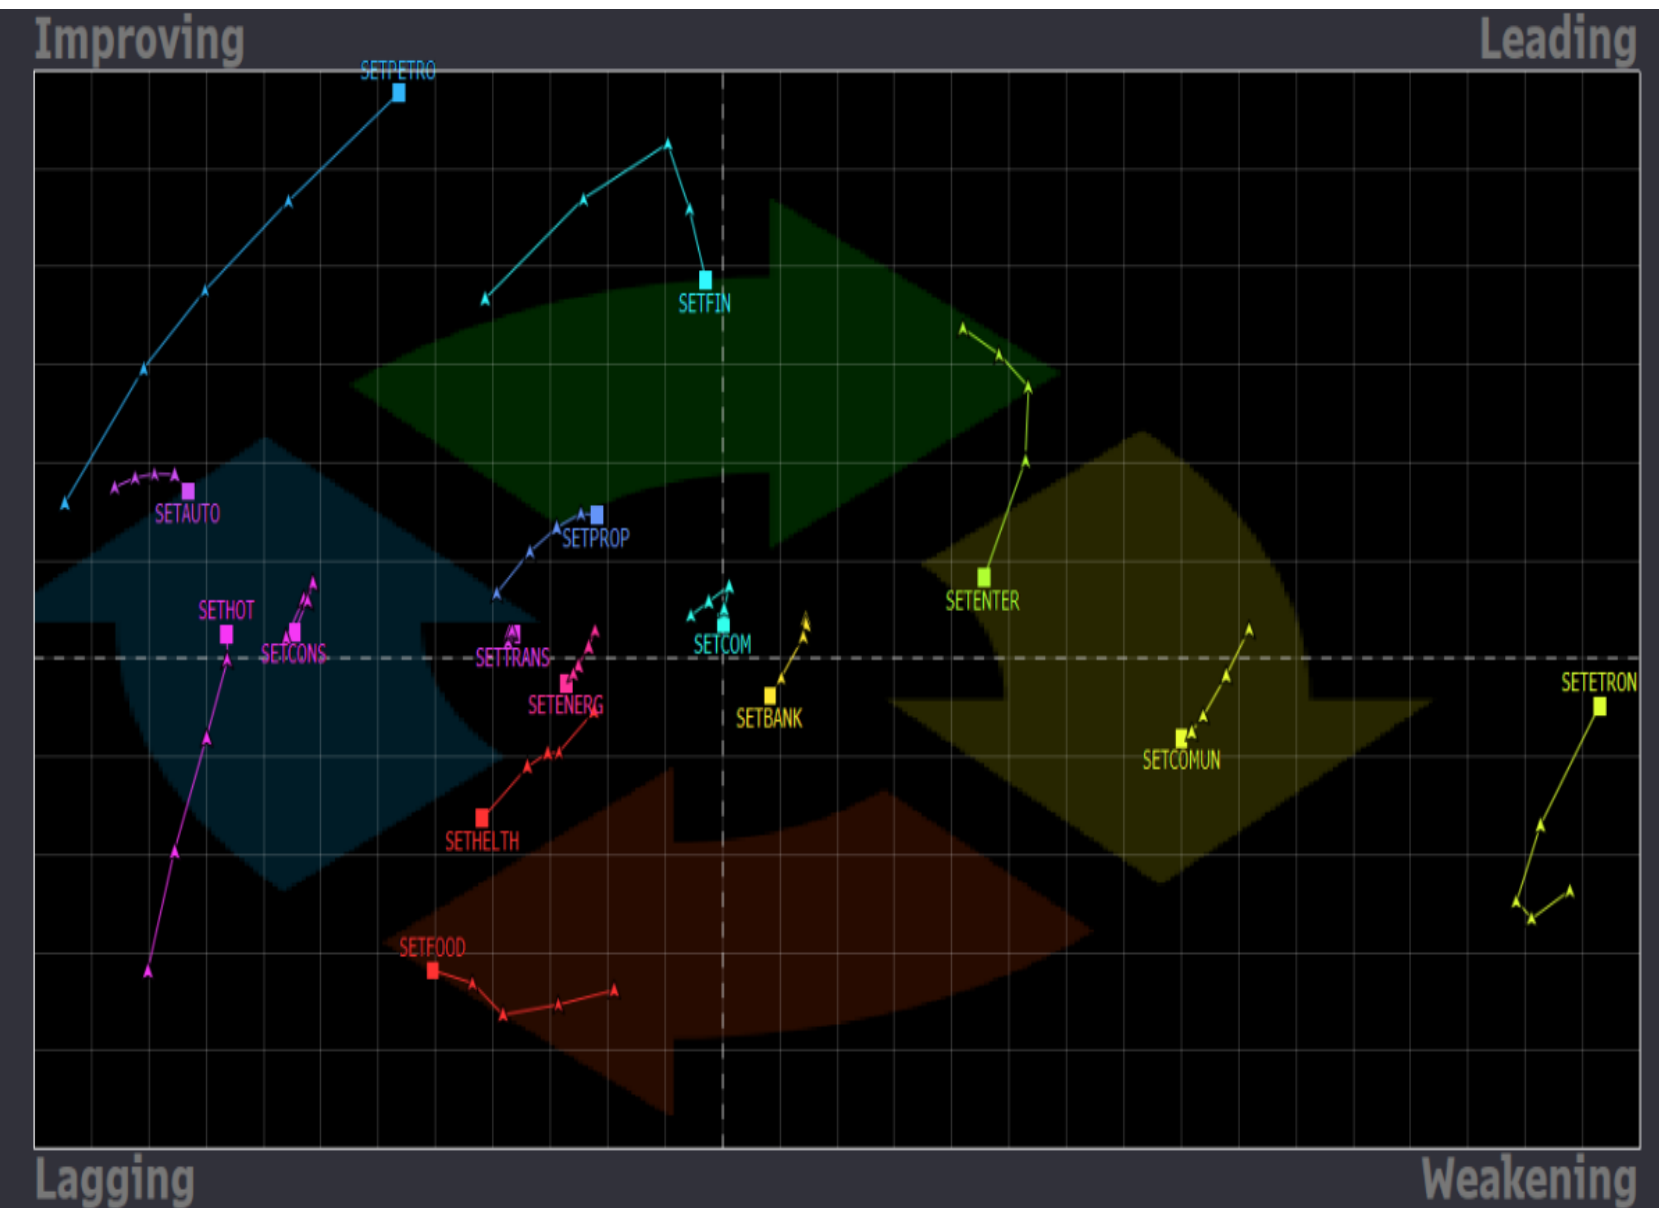 Improving
Leading
SETPETRO
SETFIN
SETAUTO
SETPROP
SETENTER
SETHOT
SETCONS
SETTRANS
SETCOM
SETENERG
SETBANK
SETETRON
SETCOMUN
SETHELTH
SETFOOD
Lagging
Weakening